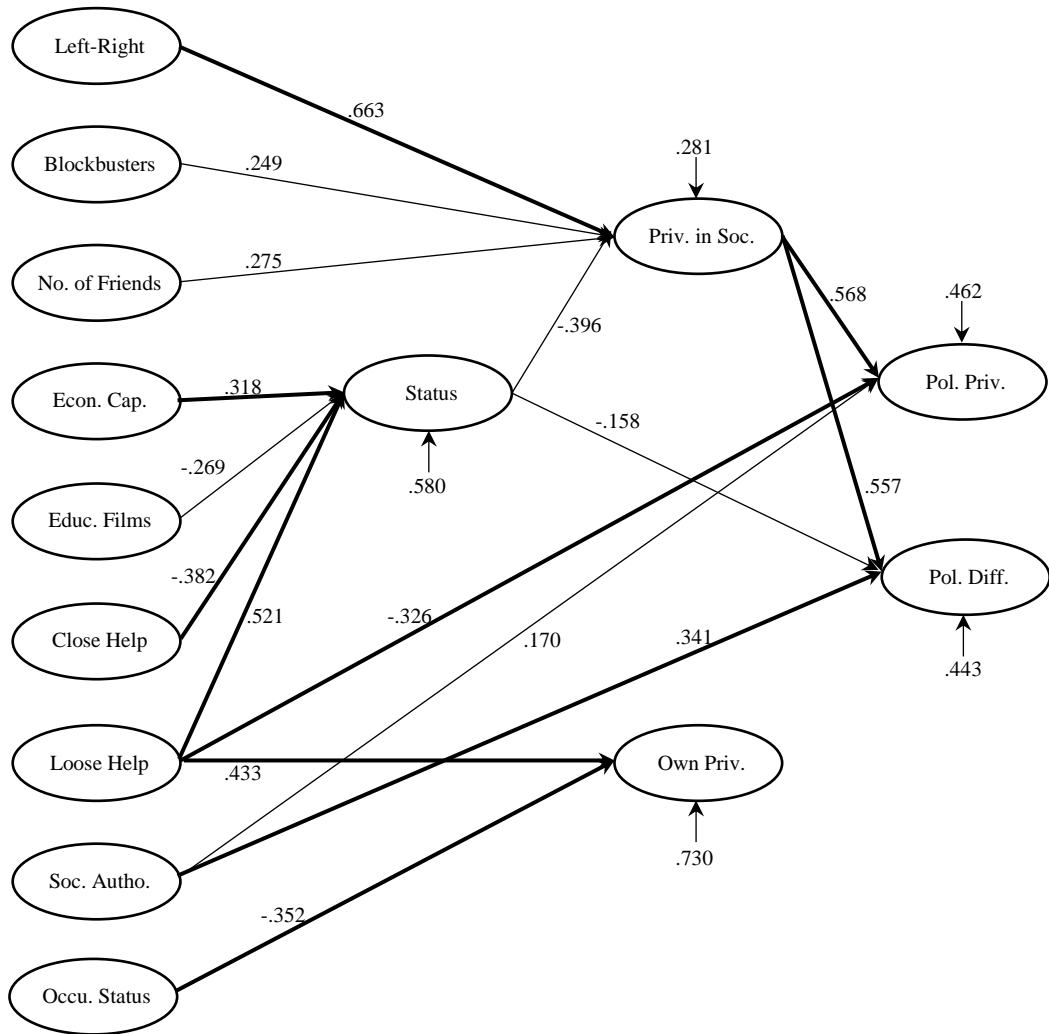 Left-Right
.663
Blockbusters
.249
.281
Priv. in Soc.
No. of Friends
.275
.568
.462
-.396
Econ. Cap.
.318
Status
Pol. Priv.
-.158
-.269
.580
.557
Educ. Films
-.382
Pol. Diff.
Close Help
.521
-.326
.170
.341
.443
Loose Help
.433
Own Priv.
.730
Soc. Autho.
-.352
Occu. Status